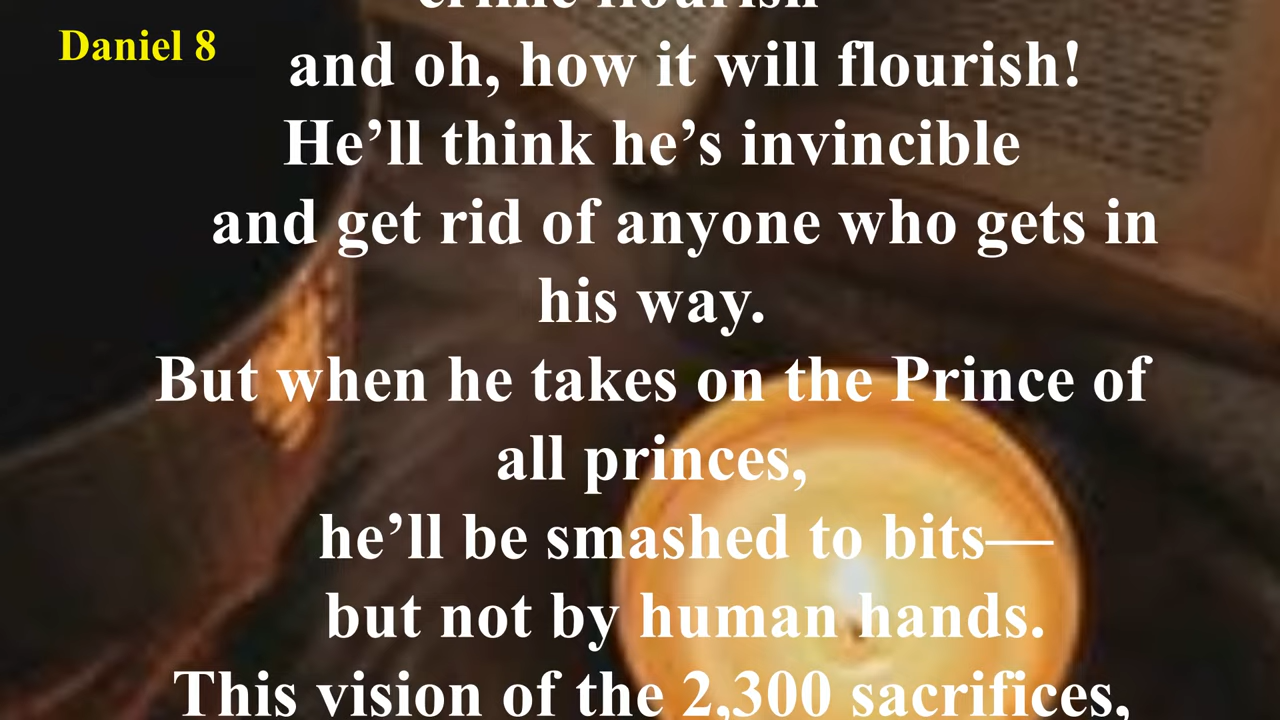 crime flourish
Daniel 8
and oh, how it will flourish!
He’ll think he’s invincible
and get rid of anyone who gets in
his way.
But when he takes on the Prince of
all princes,
he’ll be smashed to bits—
but not by human hands.
This vision of the 2,300 sacrifices,